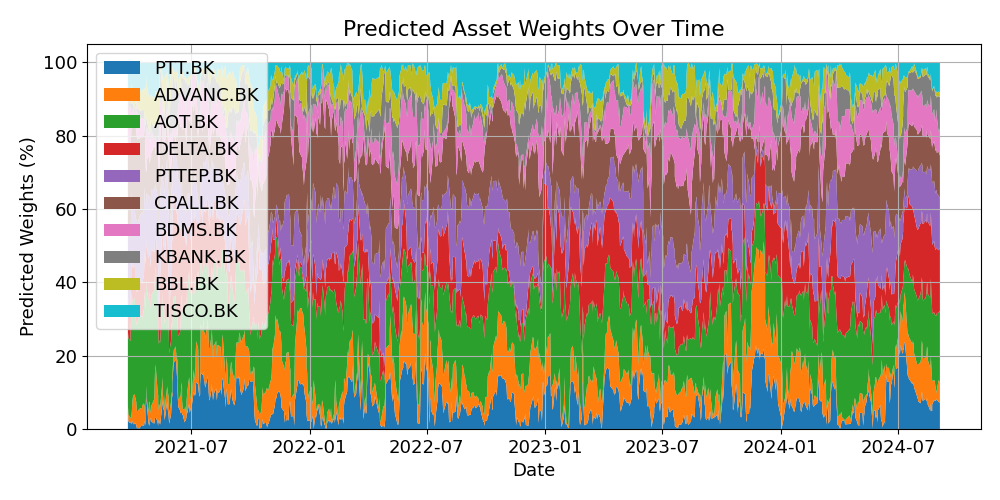 Predicted Asset Weights Over Time
Predicted Weights (%)
100
80
60
40
20
0
PTT.BK
ADVANC.BK
AOT.BK
DELTA.BK
PTTEP.BK
CPALL.BK
BDMS.BK
KBANK.BK
BBL.BK
TISCO.BK
2021-07 2022-01 2022-07 2023-01 2023-07 2024-01 2024-07
Date